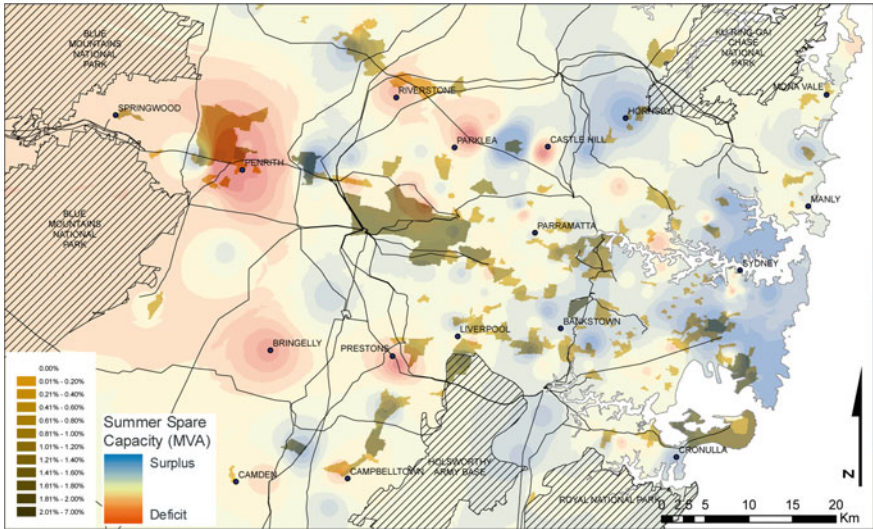 BLUE
MOUNTAINS
NATIONAL
PARK
KU RING GAI
CHASE
NATIONAL
PARK
MONA VALE
SPRINGWOOD
RIVERSTONE
HORNSBY
PARKLEA
CASTLE HILL
PENRITH
MANLY
BLUE
MOUNTAINS
NATIONAL
PARK
PARRAMATTA
SYDNEY
BANKSTOWN
LIVERPOOL
BRINGELLY
PRESTONS
0.00%
0.01% - 0.20%
0.21% - 0.40%
0.41% - 0.60%
0.61% - 0.80%
0.81% - 1.00%
1.01% - 1.20%
1.21% - 1.40%
1.41% - 1.60%
1.61% - 1.80%
1.81% - 2.00%
2.01% - 7.00%
Summer Spare
Capacity (MVA)
Surplus
Deficit
CAMDEN
CAMPBELLTOWN
HOLSWORTHY
ARMY BASE
CRONULLA
ROYAL NATIONAL PARK
N
0 2.5 5 10 15 20
Km